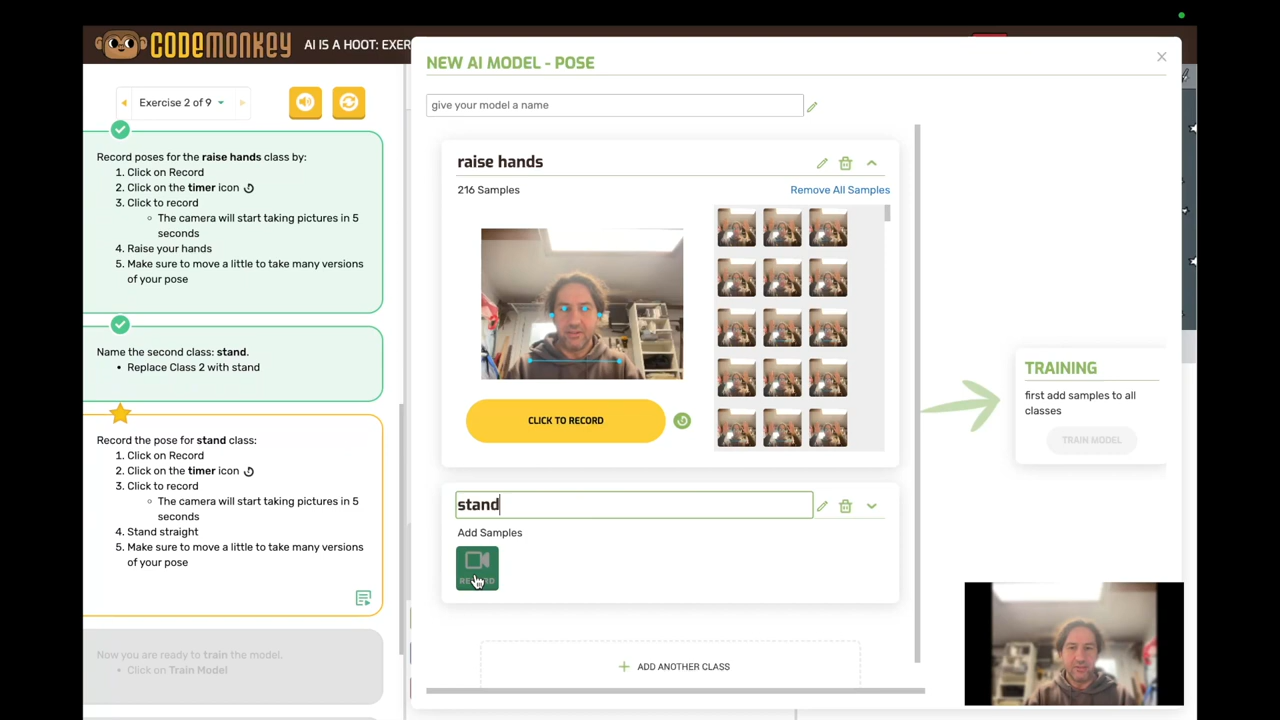 CODEMONKEY
AI IS A HOOT: EXER
Exercise 2 of 9
Record poses for the raise hands class by:
1. Click on Record
2. Click on the timer icon
3. Click to record
The camera will start taking pictures in 5
seconds
4. Raise your hands
5. Make sure to move a little to take many versions
of your pose
Name the second class: stand.
• Replace Class 2 with stand
Record the pose for stand class:
1. Click on Record
2. Click on the timer icon
3. Click to record
The camera will start taking pictures in 5
seconds
4. Stand straight
5. Make sure to move a little to take many versions
of your pose
Now you are ready to train the model.
• Click on Train Model
NEW AI MODEL - POSE
give your model a name
raise hands
216 Samples
Remove All Samples
CLICK TO RECORD
stand
Add Samples
RECORD
+ ADD ANOTHER CLASS
TRAINING
first add samples to all
classes
TRAIN MODEL